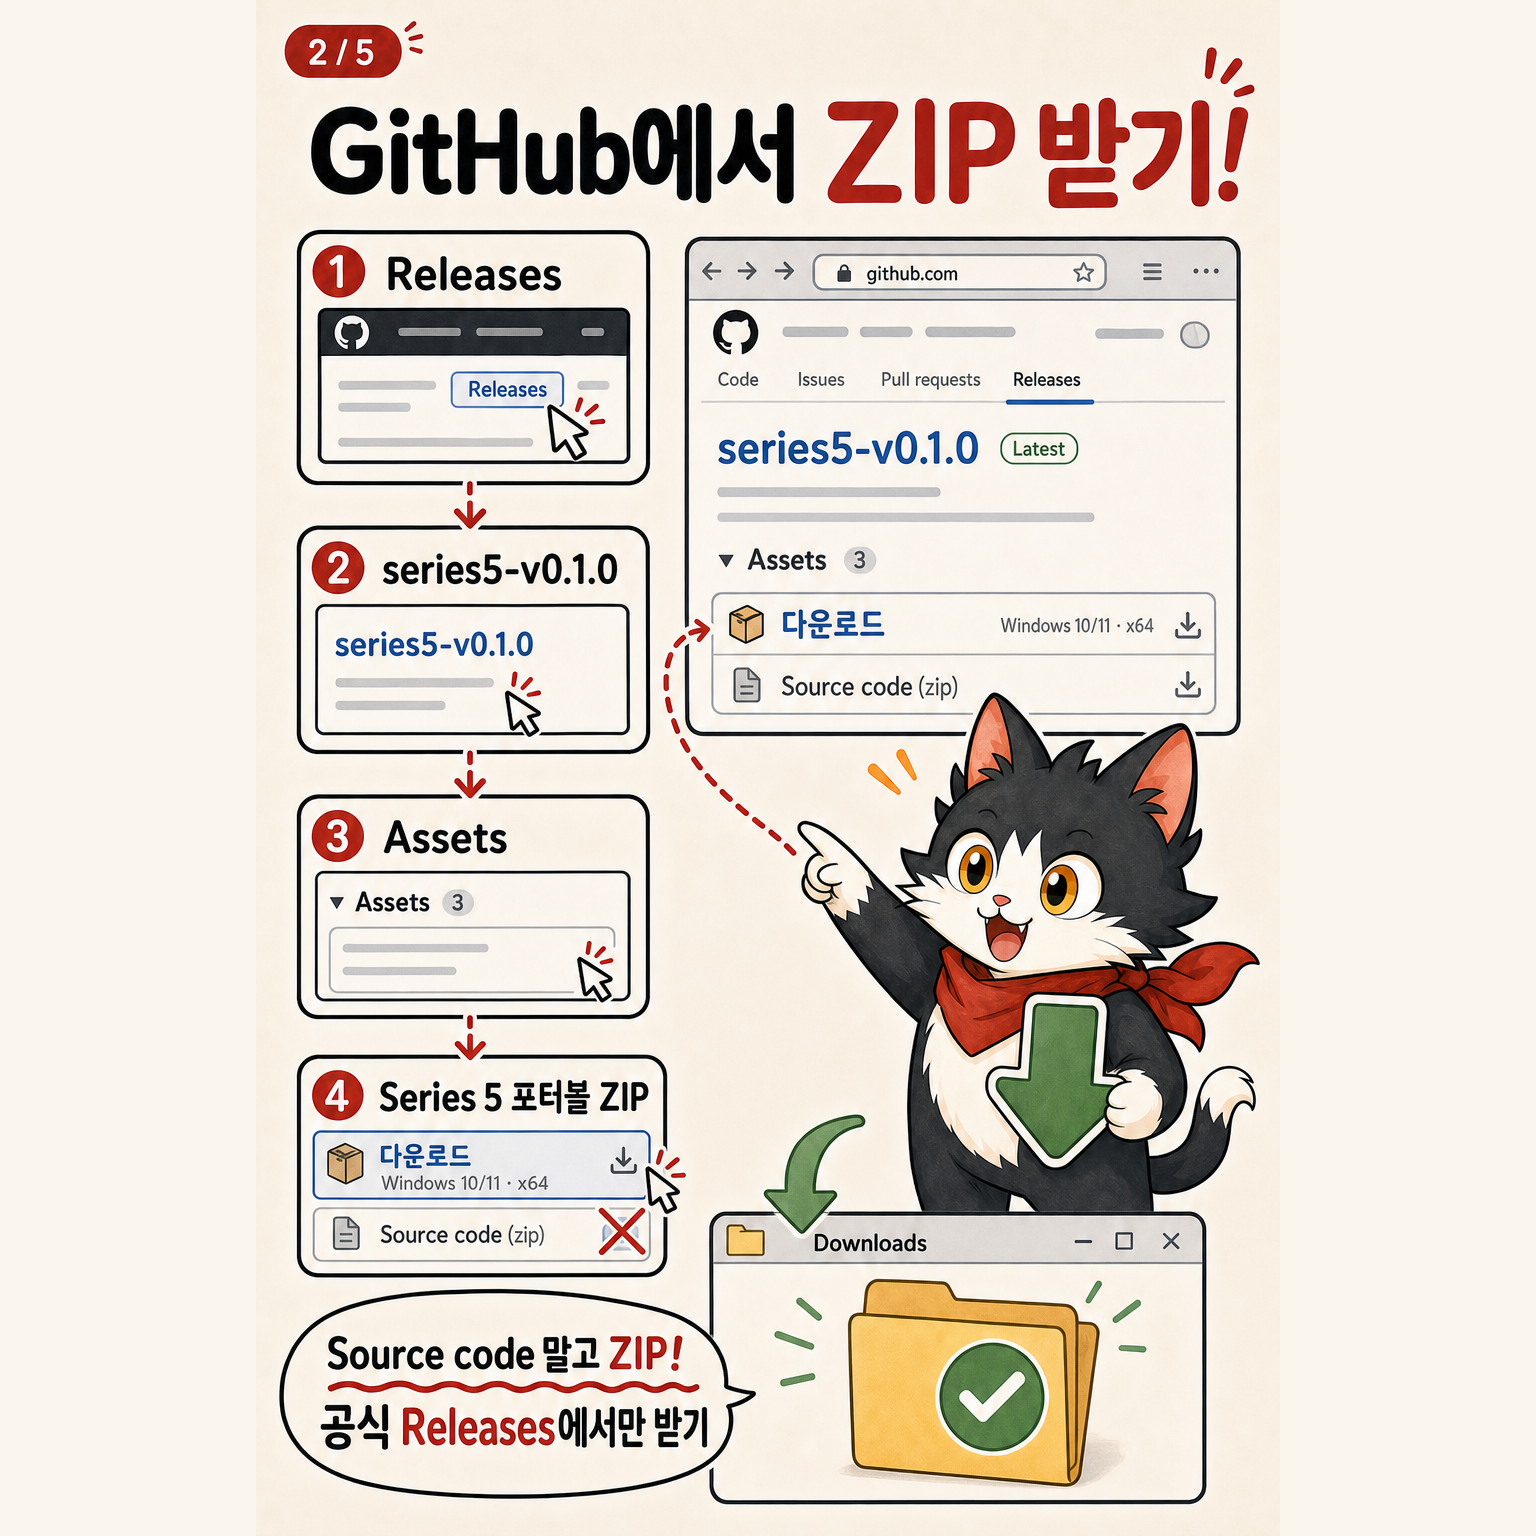 2 / 5
GitHub에서 ZIP 받기!
1 Releases
Releases
2 series5-v0.1.0
series5-v0.1.0
3 Assets
Assets 3
4 Series 5 포터볼 ZIP
다운로드
Windows 10/11 · x64
Source code (zip)
github.com
Code Issues Pull requests Releases
series5-v0.1.0 Latest
Assets 3
다운로드 Windows 10/11 · x64
Source code (zip)
Downloads
Source code 말고 ZIP!
공식 Releases에서만 받기